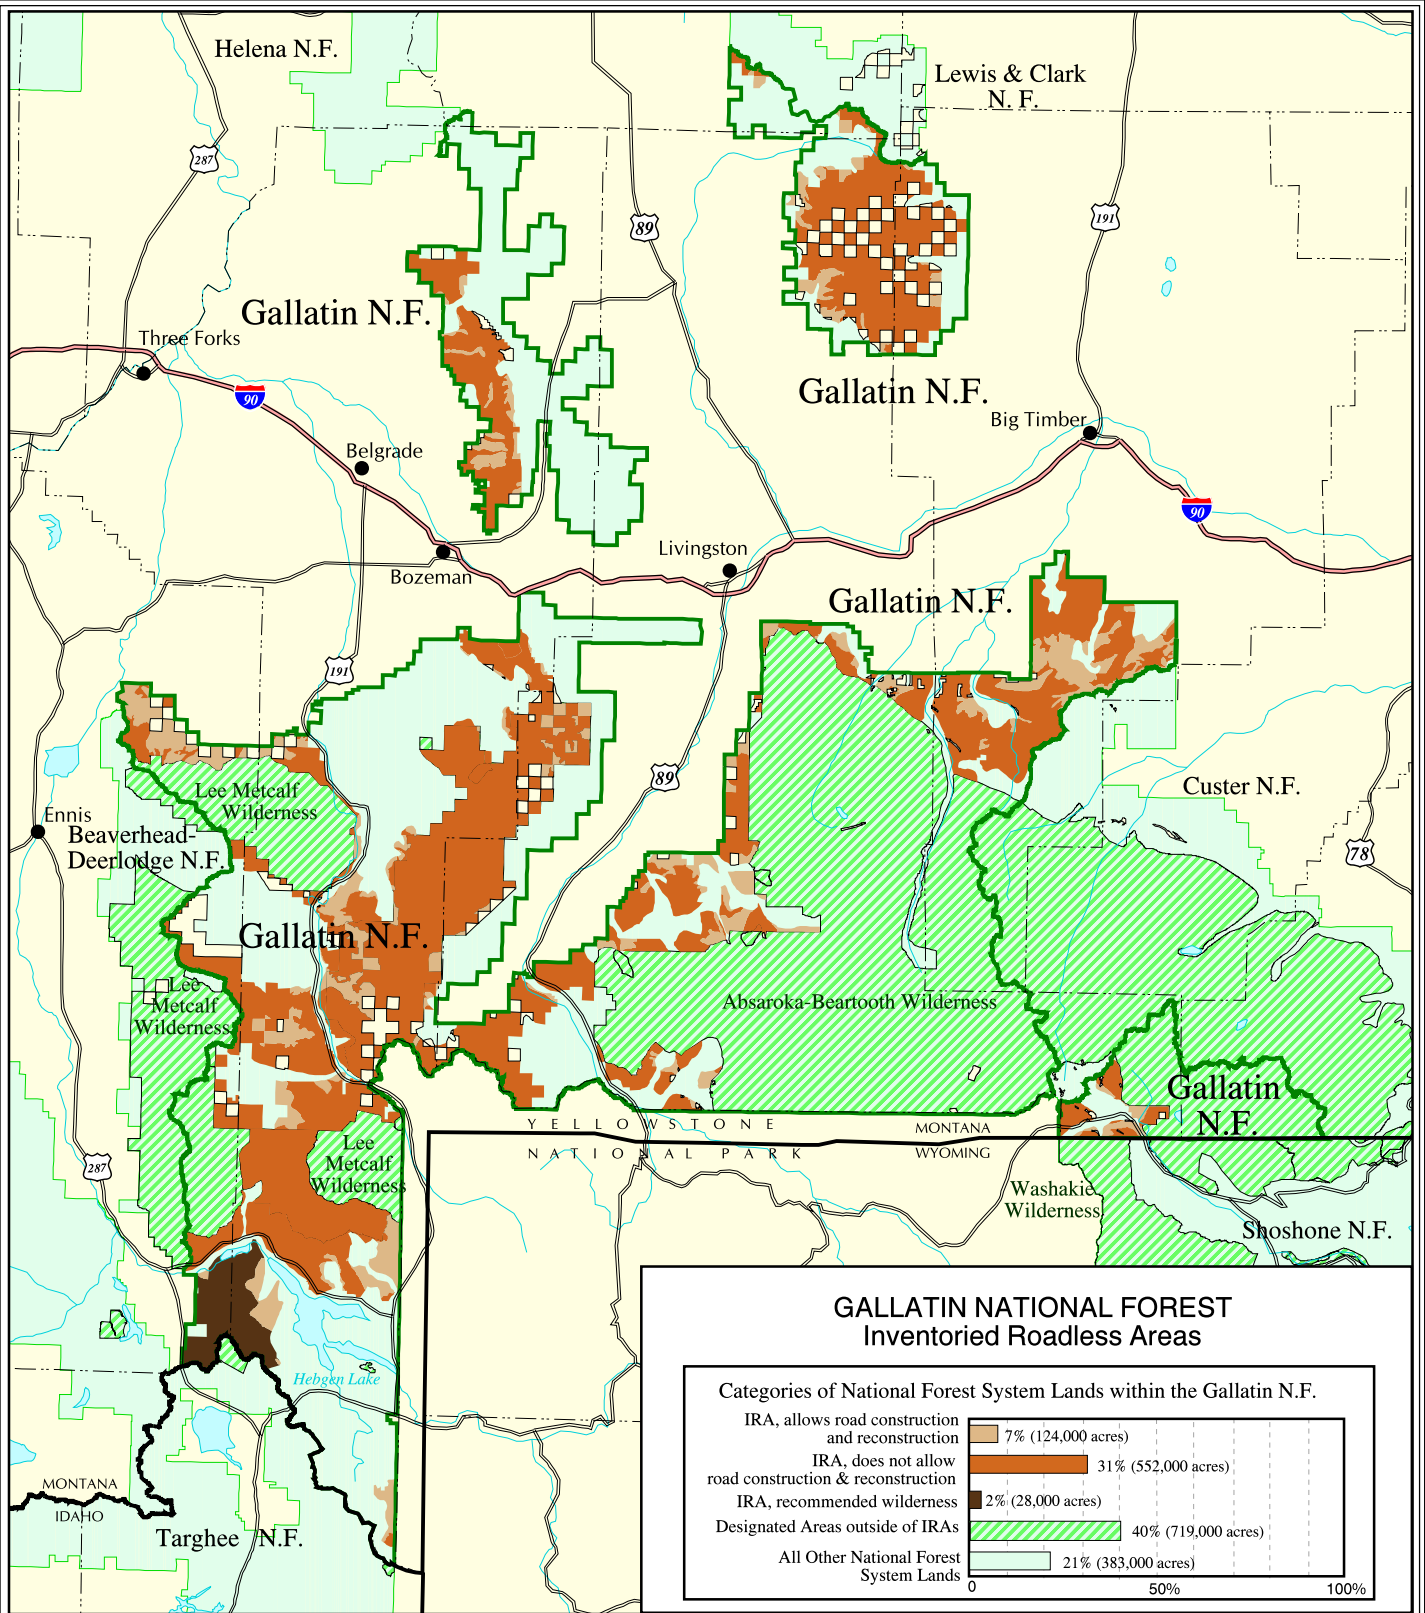 Helena N.F.
Lewis & Clark
N. F.
287
89
191
Gallatin N.F.
Three Forks
90
Gallatin N.F.
Big Timber
Belgrade
90
Livingston
Bozeman
Gallatin N.F.
191
89
Custer N.F.
Lee Metcalf
Wilderness
Ennis
Beaverhead-
Deerlodge N.F.
78
Gallatin N.F.
Lee
Metcalf
Wilderness
Absaroka-Beartooth Wilderness
Gallatin
N.F.
YELLOWSTONE
NATIONAL PARK
MONTANA
WYOMING
Lee
Metcalf
Wilderness
287
Washakie
Wilderness
Shoshone N.F.
Hebgen Lake
MONTANA
IDAHO
Targhee N.F.
GALLATIN NATIONAL FOREST
Inventoried Roadless Areas
Categories of National Forest System Lands within the Gallatin N.F.
IRA, allows road construction
and reconstruction
7% (124,000 acres)
IRA, does not allow
road construction & reconstruction
31% (552,000 acres)
IRA, recommended wilderness
2% (28,000 acres)
Designated Areas outside of IRAs
40% (719,000 acres)
All Other National Forest
System Lands
21% (383,000 acres)
0 50% 100%